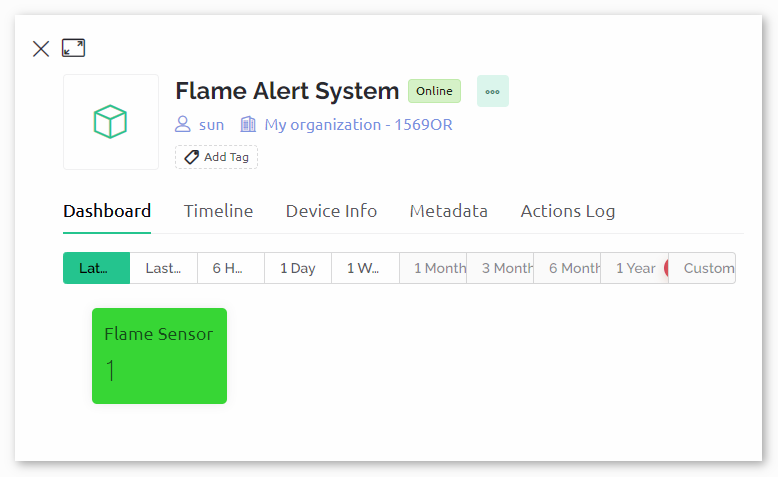 Flame Alert System Online
sun My organization - 1569OR
Add Tag
Dashboard Timeline Device Info Metadata Actions Log
Lat... Last... 6 H... 1 Day 1 W... 1 Month 3 Month 6 Month 1 Year Custom
Flame Sensor
1